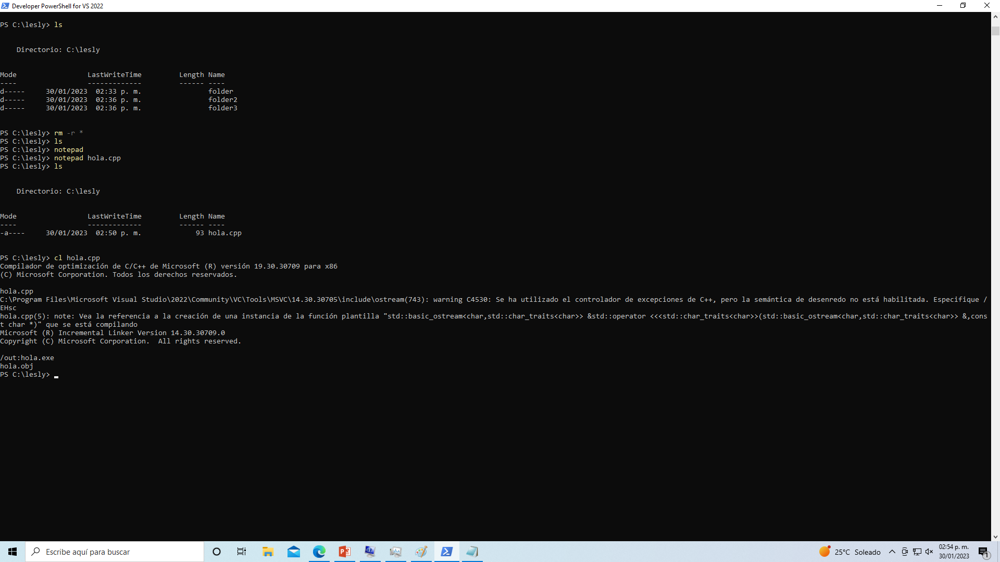 Developer PowerShell for VS 2022
PS C:\lesly> ls
Directorio: C:\lesly
Mode                 LastWriteTime         Length Name
----                 -------------         ------ ----
d-----     30/01/2023  02:33 p. m.                folder
d-----     30/01/2023  02:36 p. m.                folder2
d-----     30/01/2023  02:36 p. m.                folder3
PS C:\lesly> rm -r *
PS C:\lesly> ls
PS C:\lesly> notepad
PS C:\lesly> notepad hola.cpp
PS C:\lesly> ls
Directorio: C:\lesly
Mode                 LastWriteTime         Length Name
----                 -------------         ------ ----
-a----     30/01/2023  02:50 p. m.             93 hola.cpp
PS C:\lesly> cl hola.cpp
Compilador de optimización de C/C++ de Microsoft (R) versión 19.30.30709 para x86
(C) Microsoft Corporation. Todos los derechos reservados.
hola.cpp
C:\Program Files\Microsoft Visual Studio\2022\Community\VC\Tools\MSVC\14.30.30705\include\ostream(743): warning C4530: Se ha utilizado el controlador de excepciones de C++, pero la semántica de desenredo no está habilitada. Especifique /
EHsc
hola.cpp(5): note: Vea la referencia a la creación de una instancia de la función plantilla "std::basic_ostream<char,std::char_traits<char>> &std::operator <<<std::char_traits<char>>(std::basic_ostream<char,std::char_traits<char>> &,cons
t char *)" que se está compilando
Microsoft (R) Incremental Linker Version 14.30.30709.0
Copyright (C) Microsoft Corporation.  All rights reserved.
/out:hola.exe
hola.obj
PS C:\lesly>
Escribe aquí para buscar
25°C Soleado
02:54 p. m.
30/01/2023
1